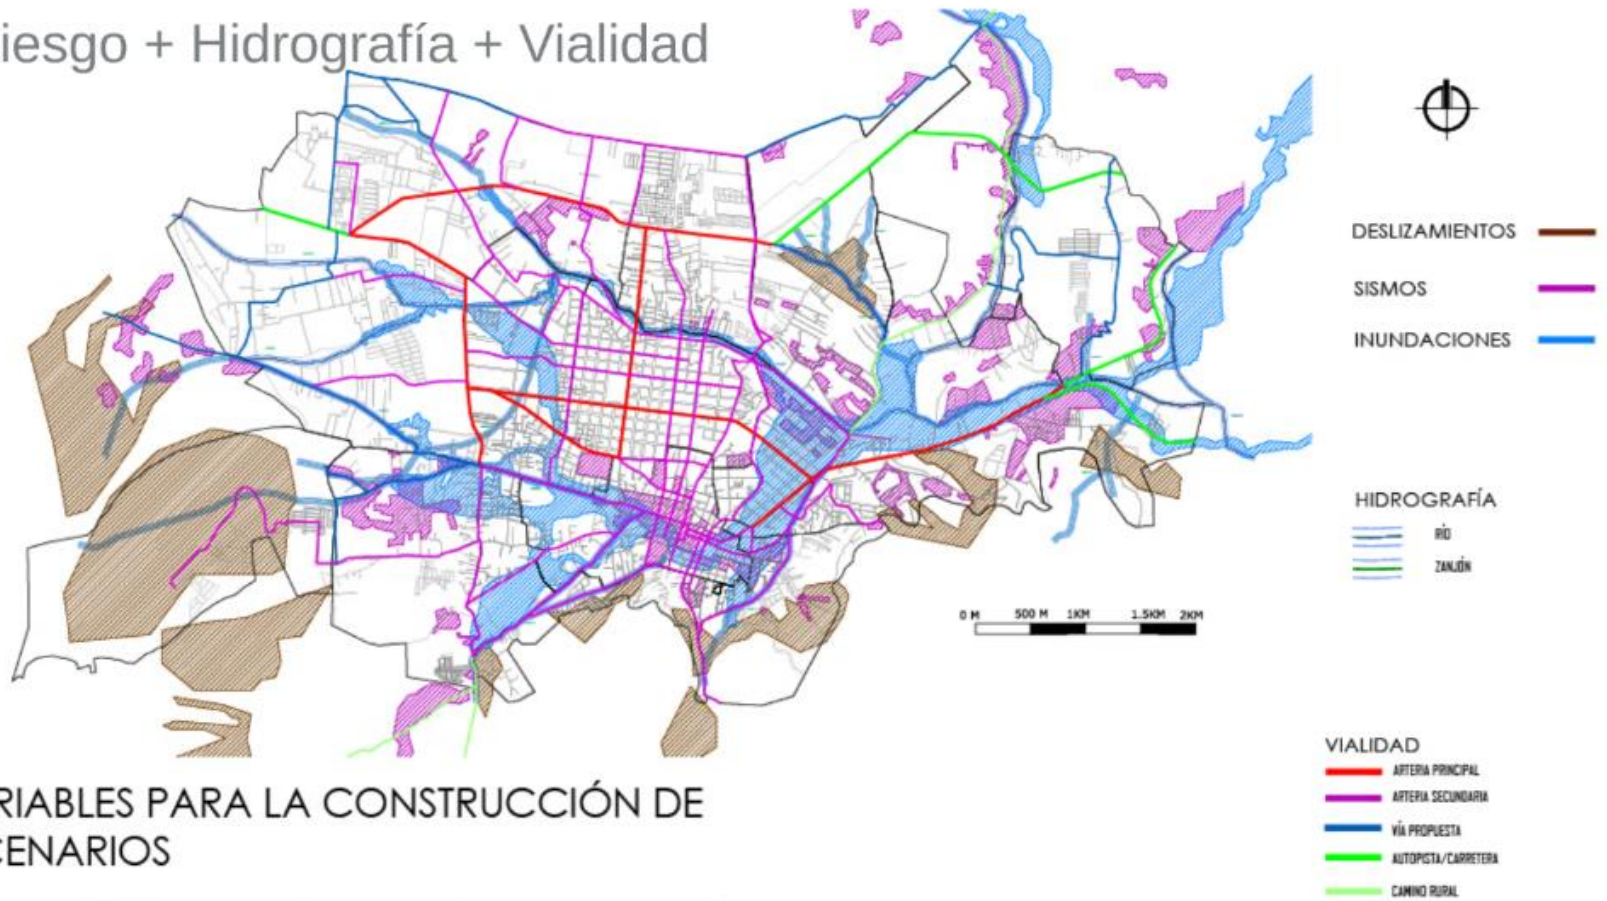 iesgo + Hidrografía + Vialidad
DESLIZAMIENTOS
SISMOS
INUNDACIONES
HIDROGRAFÍA
RÍO
ZANJÓN
0 M 500 M 1KM 1.5KM 2KM
VIALIDAD
ARTERIA PRINCIPAL
ARTERIA SECUNDARIA
VÍA PROPUESTA
AUTOPISTA/CARRETERA
CAMINO RURAL
RIABLES PARA LA CONSTRUCCIÓN DE
CENARIOS